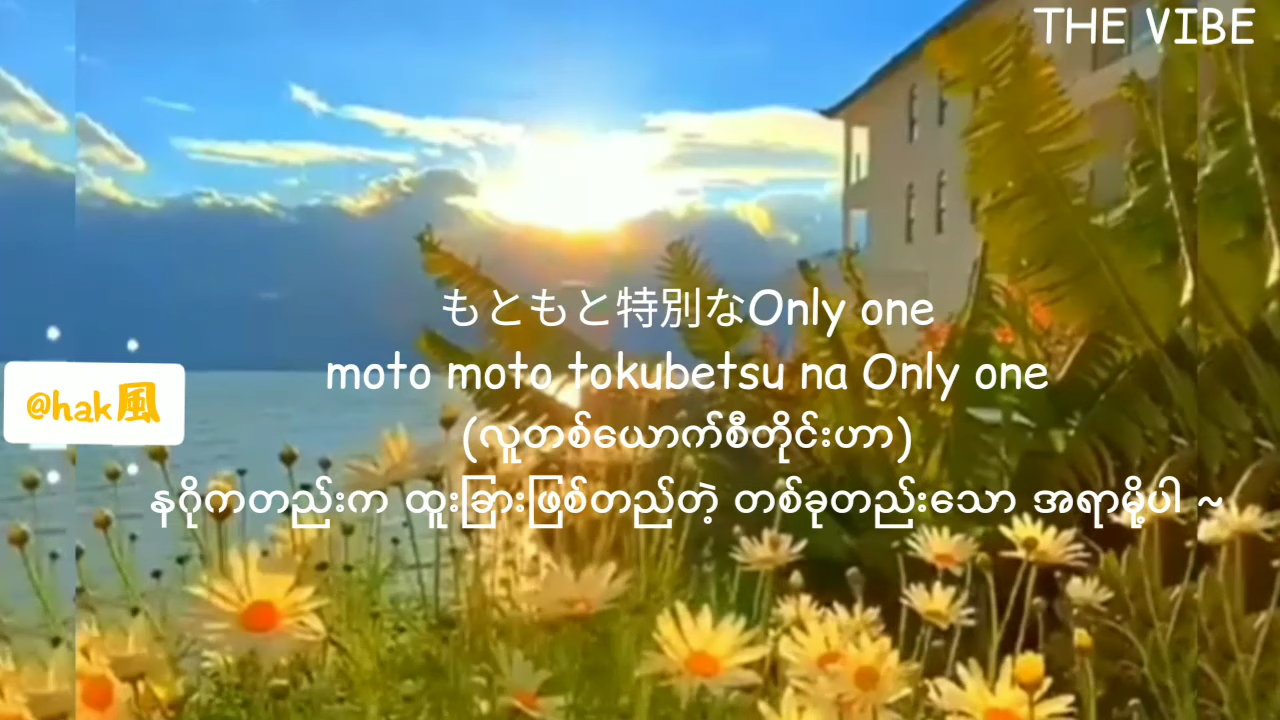 THE VIBE
もともと特別なOnly one
moto moto tokubetsu na Only one
@hak風
(လူတစ်ယောက်စီတိုင်းဟာ)
နဂိုကတည်းက ထူးခြားဖြစ်တည်တဲ့ တစ်ခုတည်းသော အရာမို့ပါ ~